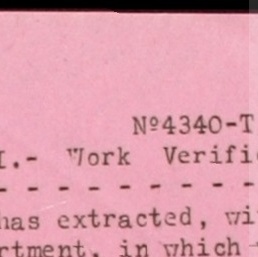 Nº4340-T
I.- Work Verifi
- - - - - - - - - -
has extracted, wi
rtment, in which